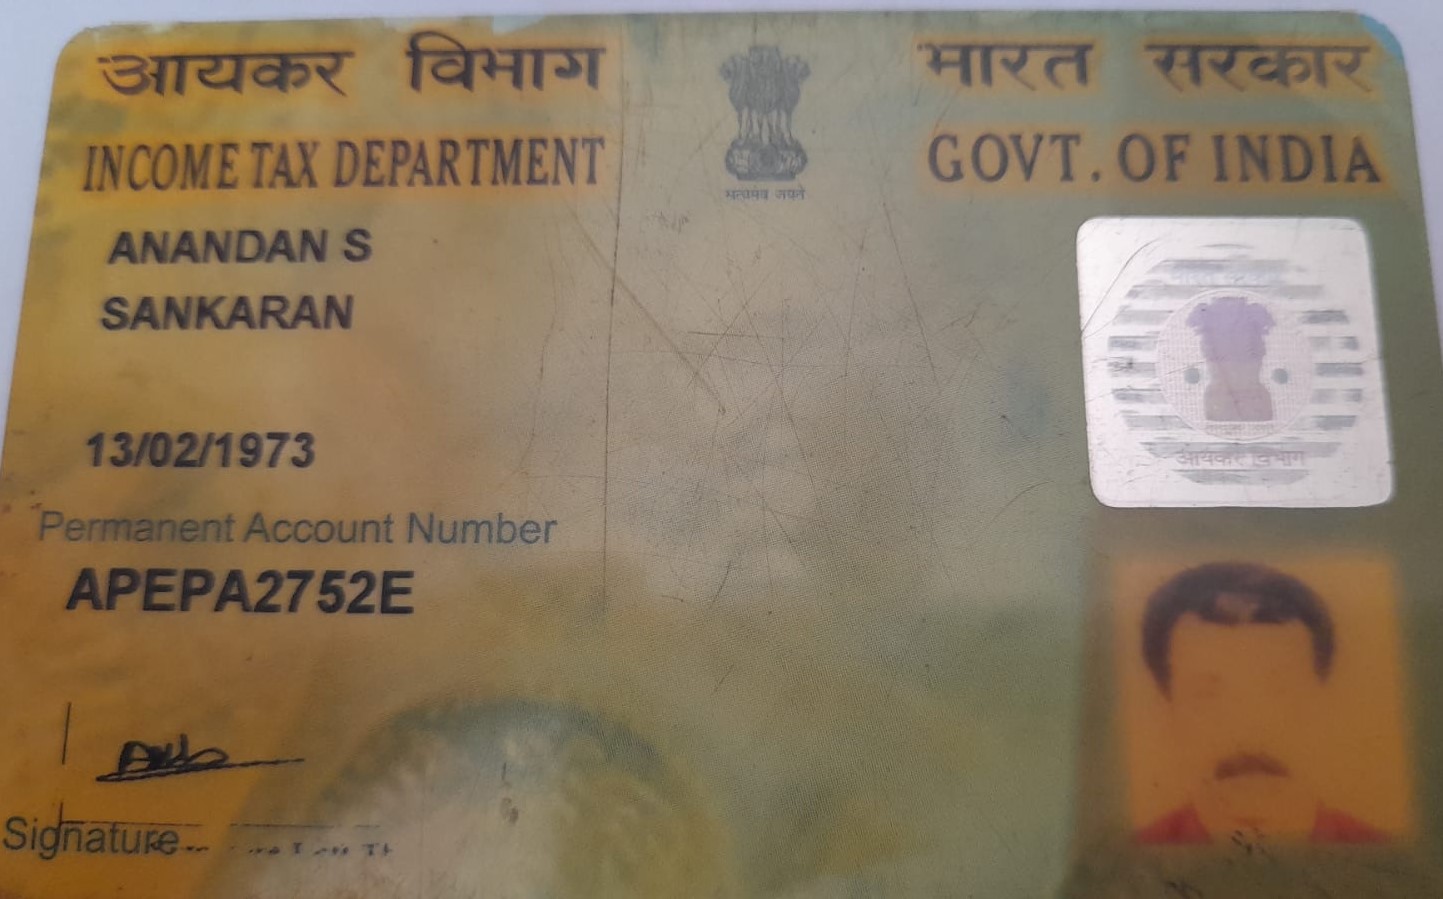 आयकर विभाग
भारत सरकार
INCOME TAX DEPARTMENT
GOVT. OF INDIA
सत्यमेव जयते
ANANDAN S
SANKARAN
13/02/1973
Permanent Account Number
APEPA2752E
आयकर विभाग
Signature